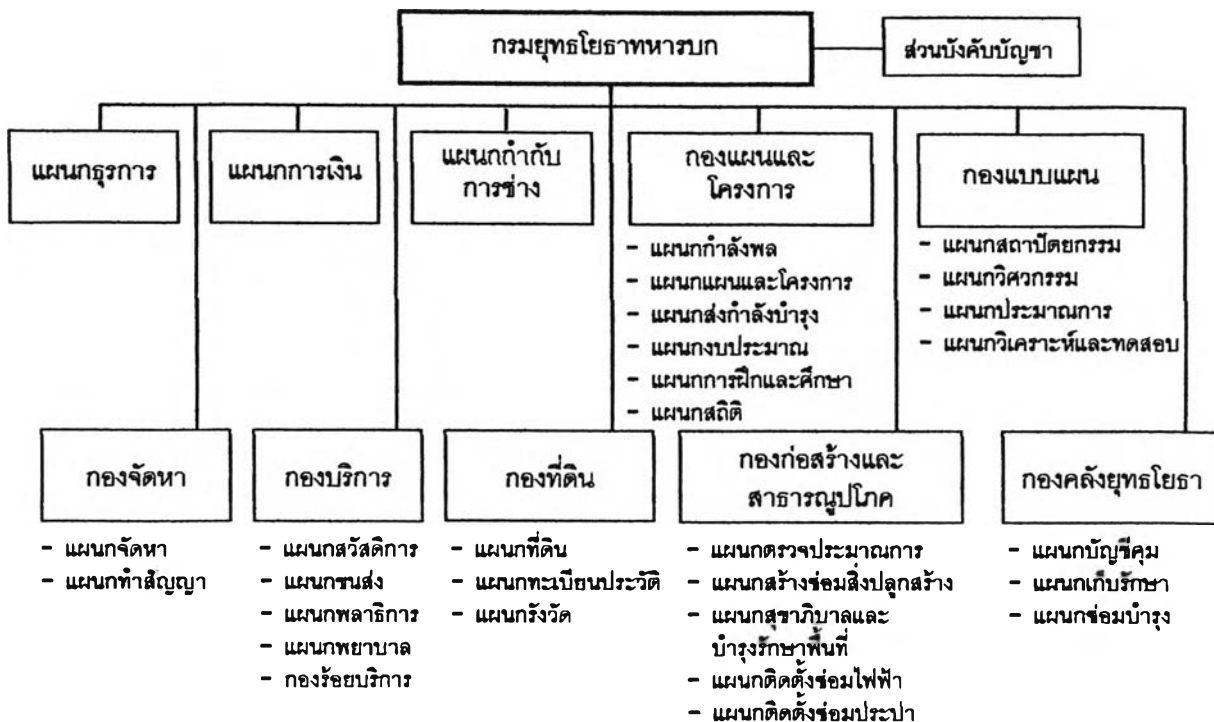 กรมยุทธโยธาทหารบก
ส่วนบังคับบัญชา
แผนกธุรการ
แผนกการเงิน
แผนกกำกับ
การช่าง
กองแผนและ
โครงการ
- แผนกกำลังพล
- แผนกแผนและโครงการ
- แผนกส่งกำลังบำรุง
- แผนกงบประมาณ
- แผนกการฝึกและศึกษา
- แผนกสถิติ
กองแบบแผน
- แผนกสถาปัตยกรรม
- แผนกวิศวกรรม
- แผนกประมาณการ
- แผนกวิเคราะห์และทดสอบ
กองจัดหา
- แผนกจัดหา
- แผนกทำสัญญา
กองบริการ
- แผนกสวัสดิการ
- แผนกขนส่ง
- แผนกพลาธิการ
- แผนกพยาบาล
- กองร้อยบริการ
กองที่ดิน
- แผนกที่ดิน
- แผนกทะเบียนประวัติ
- แผนกรังวัด
กองก่อสร้างและ
สาธารณูปโภค
- แผนกตรวจประมาณการ
- แผนกสร้างซ่อมสิ่งปลูกสร้าง
- แผนกสุขาภิบาลและ
บำรุงรักษาพื้นที่
- แผนกติดตั้งซ่อมไฟฟ้า
- แผนกติดตั้งซ่อมประปา
กองคลังยุทธโยธา
- แผนกบัญชีคุม
- แผนกเก็บรักษา
- แผนกซ่อมบำรุง